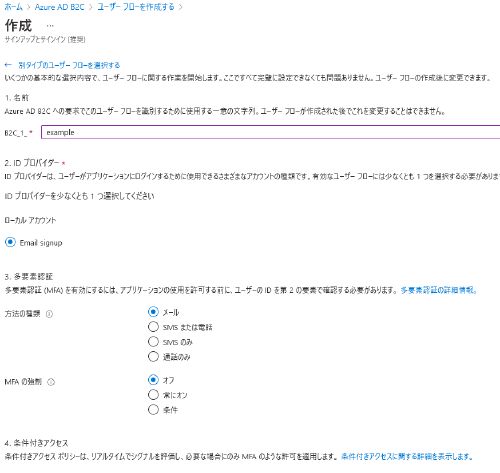 ホーム > Azure AD B2C > ユーザー フローを作成する >
作成 …
サインアップとサインイン (推奨)
← 別タイプのユーザー フローを選択する
いくつかの基本的な選択内容で、ユーザー フローに関する作業を開始します。ここですべて完璧に設定できなくても問題ありません。ユーザー フローの作成後に変更できます。
1. 名前
Azure AD B2C への要求でこのユーザー フローを識別するために使用する一意の文字列。ユーザー フローが作成された後でこれを変更することはできません。
B2C_1_ * example
2. ID プロバイダー *
ID プロバイダーは、ユーザーがアプリケーションにログインするために使用できるさまざまなアカウントの種類です。有効なユーザー フローには少なくとも 1 つを選択する必要があります
ID プロバイダーを少なくとも 1 つ選択してください
ローカル アカウント
Email signup
3. 多要素認証
多要素認証 (MFA) を有効にするには、アプリケーションの使用を許可する前に、ユーザーの ID を第 2 の要素で確認する必要があります。 多要素認証の詳細情報。
方法の種類
メール
SMS または電話
SMS のみ
通話のみ
MFA の強制
オフ
常にオン
条件
4. 条件付きアクセス
条件付きアクセス ポリシーは、リアルタイムでシグナルを評価し、必要な場合にのみ MFA のような許可を適用します。 条件付きアクセスに関する詳細を表示します。